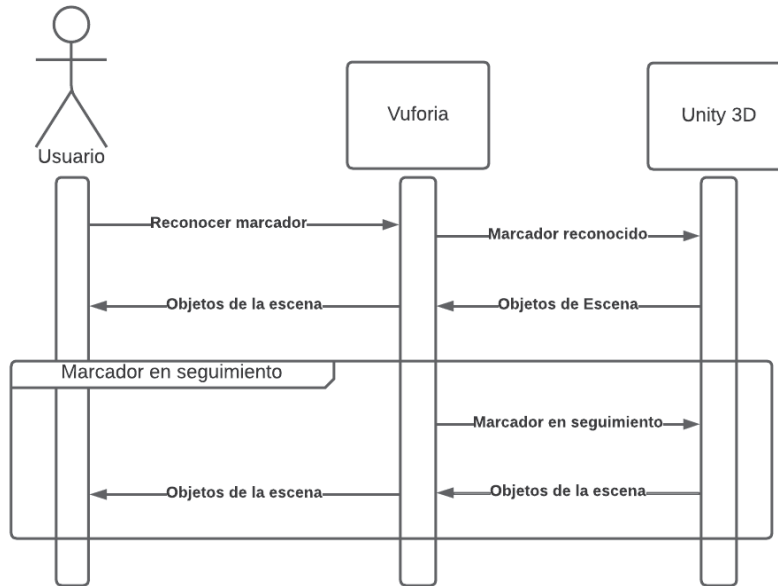 Usuario
Vuforia
Unity 3D
Reconocer marcador
Marcador reconocido
Objetos de la escena
Objetos de Escena
Marcador en seguimiento
Marcador en seguimiento
Objetos de la escena
Objetos de la escena